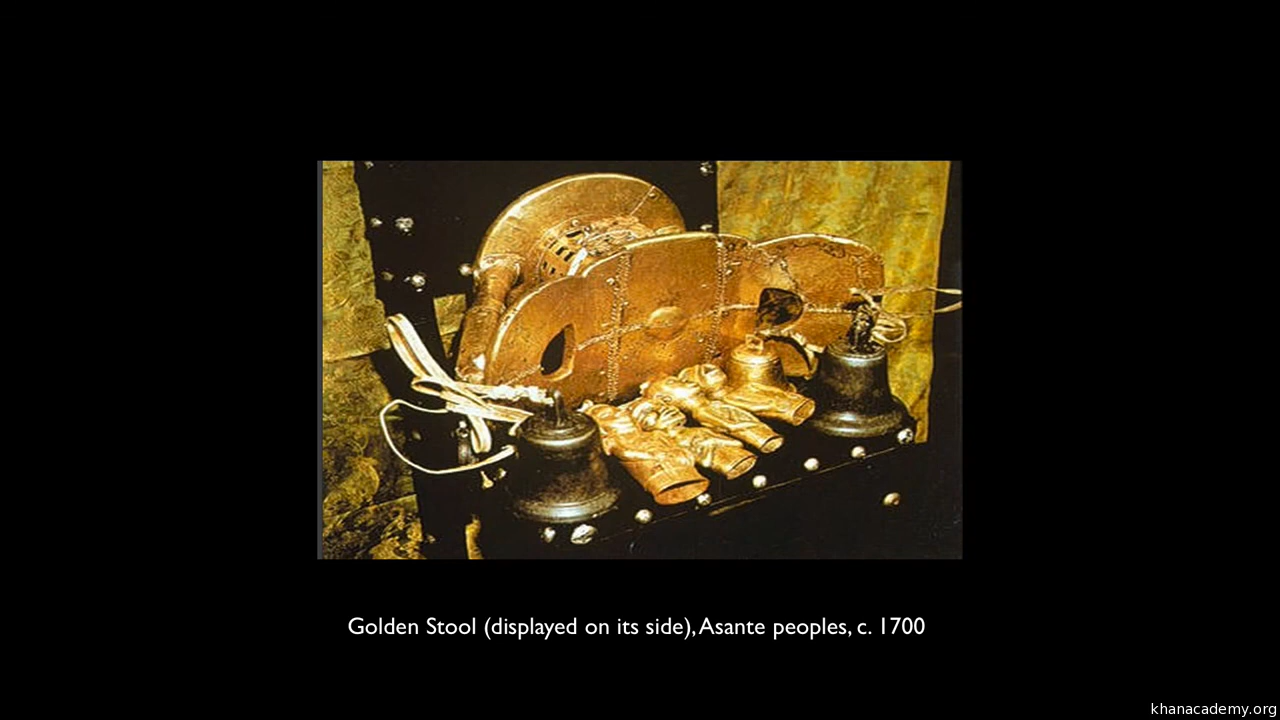 Golden Stool (displayed on its side), Asante peoples, c. 1700
khanacademy.org